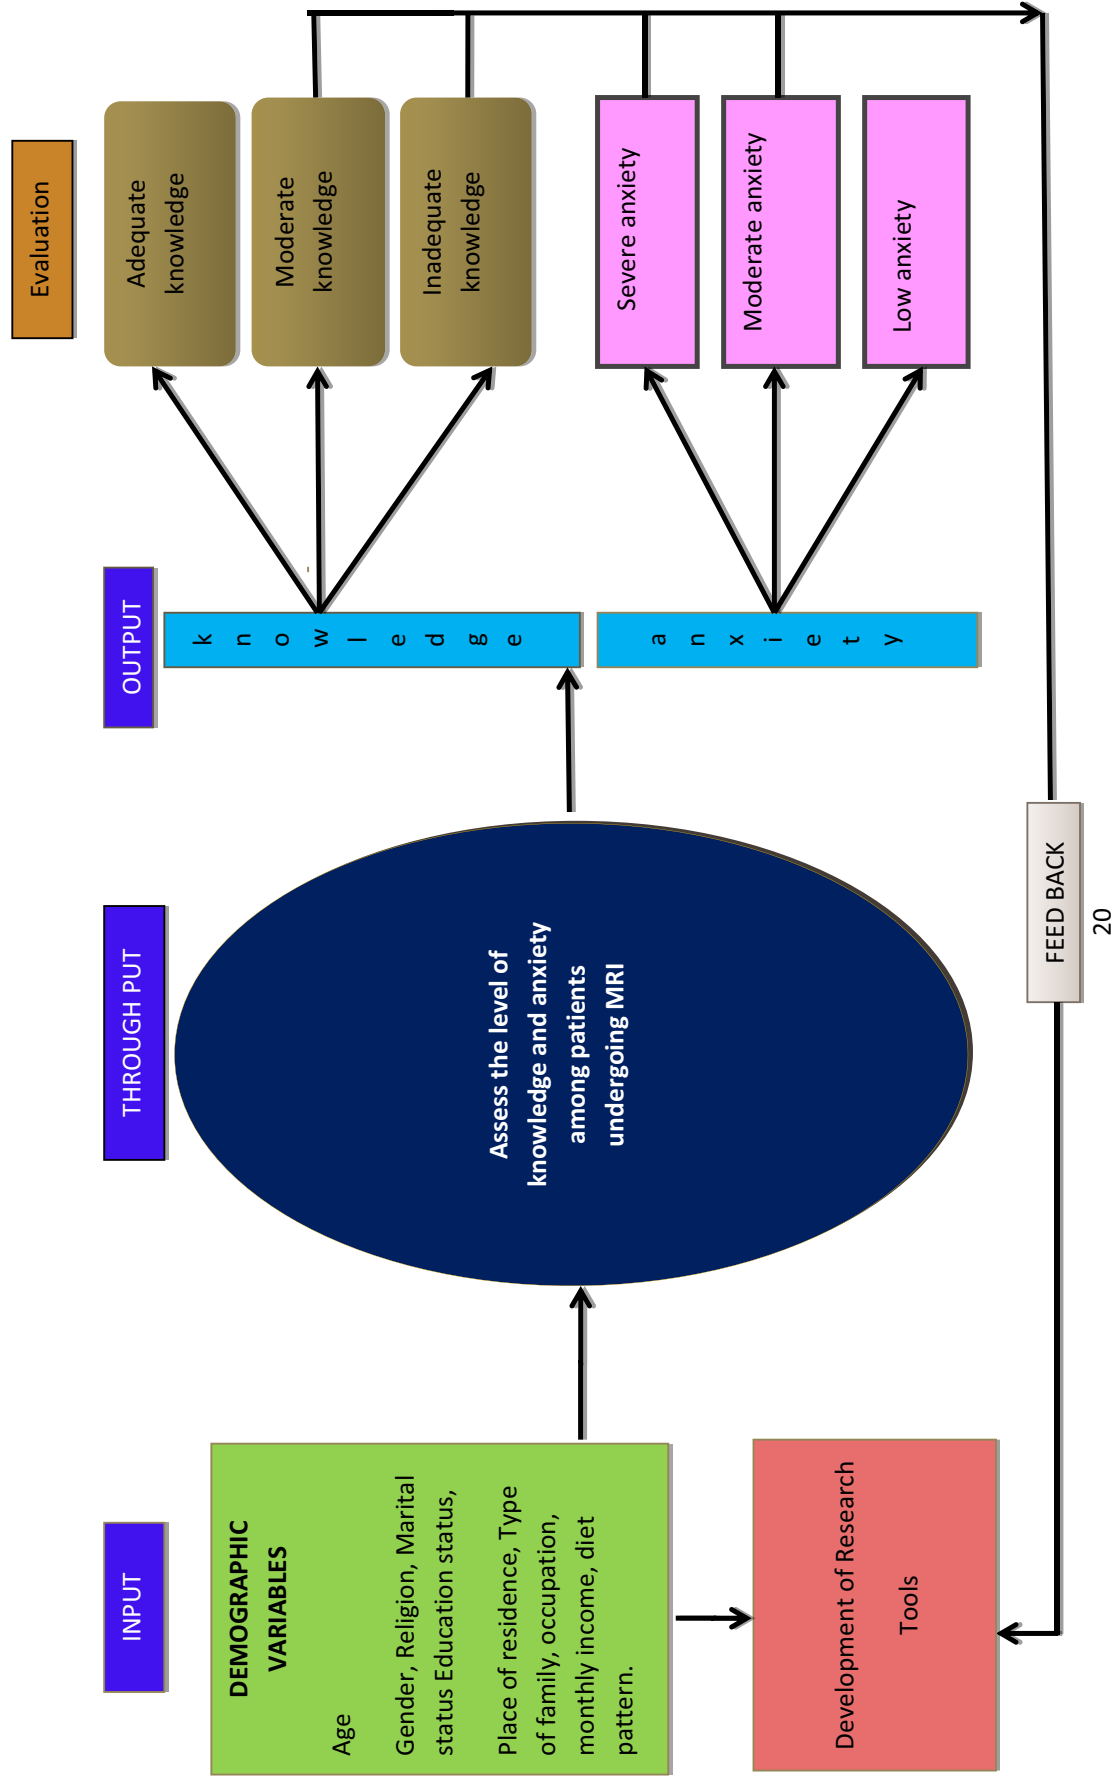 INPUT
THROUGH PUT
OUTPUT
Evaluation
DEMOGRAPHIC
VARIABLES
Age
Gender, Religion, Marital
status Education status,
Place of residence, Type
of family, occupation,
monthly income, diet
pattern.
Development of Research
Tools
Assess the level of
knowledge and anxiety
among patients
undergoing MRI
k
n
o
w
l
e
d
g
e
a
n
x
i
e
t
y
Adequate
knowledge
Moderate
knowledge
Inadequate
knowledge
Severe anxiety
Moderate anxiety
Low anxiety
FEED BACK
20